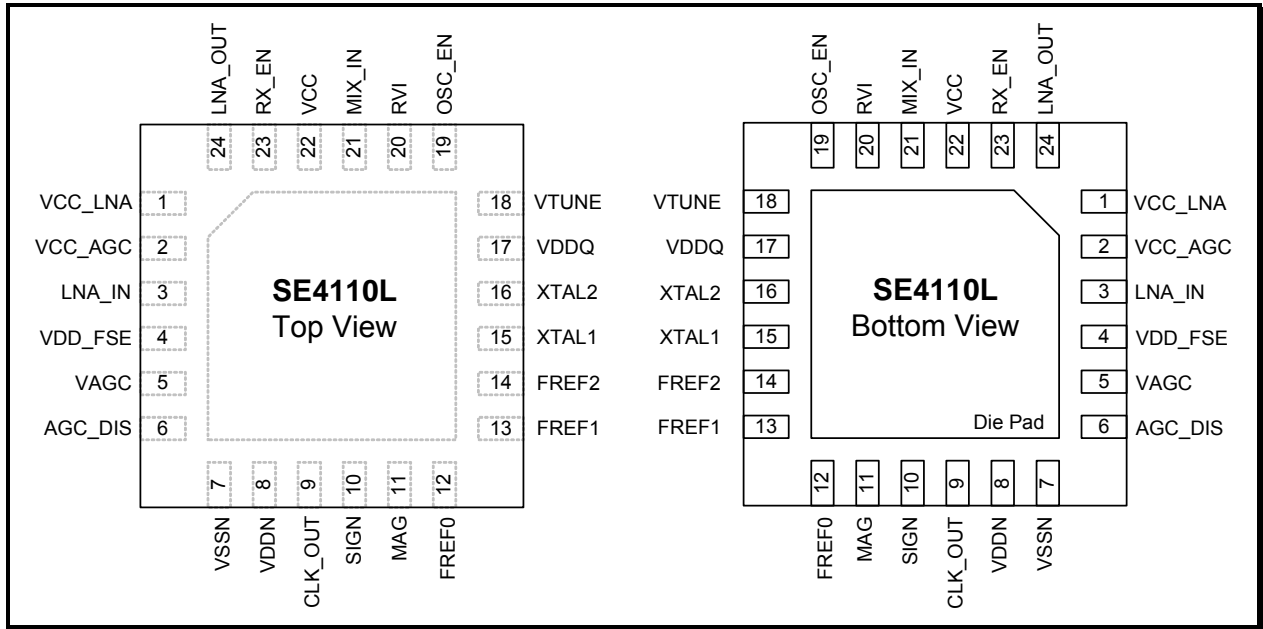 LNA_OUT
RX_EN
VCC
MIX_IN
RVI
OSC_EN
24
23
22
21
20
19
VCC_LNA 1
VCC_AGC 2
LNA_IN 3
VDD_FSE 4
VAGC 5
AGC_DIS 6
SE4110L
Top View
18 VTUNE
17 VDDQ
16 XTAL2
15 XTAL1
14 FREF2
13 FREF1
7
8
9
10
11
12
VSSN
VDDN
CLK_OUT
SIGN
MAG
FREF0
OSC_EN
RVI
MIX_IN
VCC
RX_EN
LNA_OUT
19
20
21
22
23
24
VTUNE 18
VDDQ 17
XTAL2 16
XTAL1 15
FREF2 14
FREF1 13
SE4110L
Bottom View
Die Pad
1 VCC_LNA
2 VCC_AGC
3 LNA_IN
4 VDD_FSE
5 VAGC
6 AGC_DIS
12
11
10
9
8
7
FREF0
MAG
SIGN
CLK_OUT
VDDN
VSSN